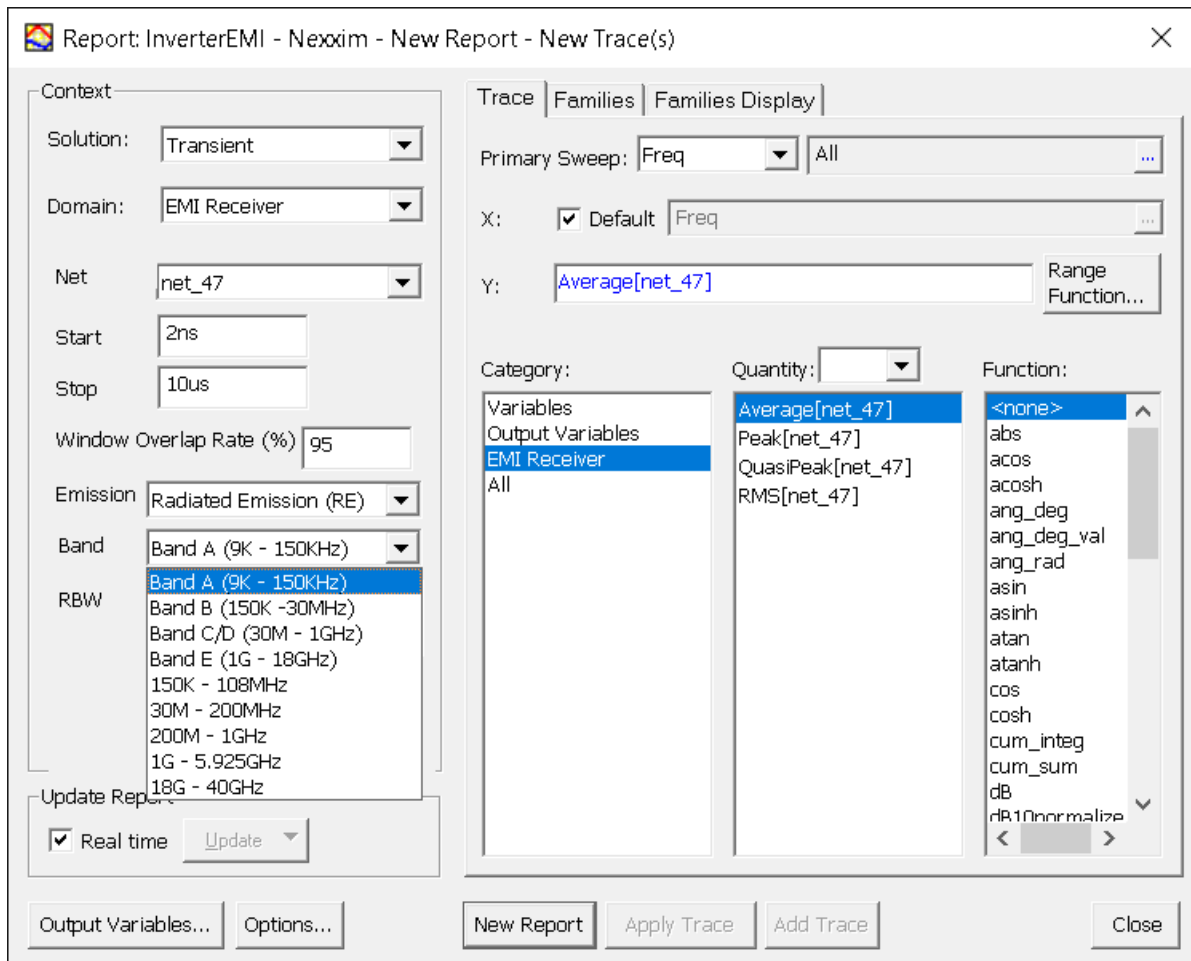 Report: InverterEMI - Nexxim - New Report - New Trace(s)
Context
Solution: Transient
Domain: EMI Receiver
Net net_47
Start 2ns
Stop 10us
Window Overlap Rate (%) 95
Emission Radiated Emission (RE)
Band Band A (9K - 150KHz)
Band A (9K - 150KHz)
RBW
Band B (150K -30MHz)
Band C/D (30M - 1GHz)
Band E (1G - 18GHz)
150K - 108MHz
30M - 200MHz
200M - 1GHz
1G - 5.925GHz
18G - 40GHz
Update Report
Real time Update
Trace Families Families Display
Primary Sweep: Freq All ...
X: Default Freq ...
Y: Average[net_47] Range
Function...
Category:
Variables
Output Variables
EMI Receiver
All
Quantity:
Average[net_47]
Peak[net_47]
QuasiPeak[net_47]
RMS[net_47]
Function:
<none>
abs
acos
acosh
ang_deg
ang_deg_val
ang_rad
asin
asinh
atan
atanh
cos
cosh
cum_integ
cum_sum
dB
dB10normalize
Output Variables... Options... New Report Apply Trace Add Trace Close